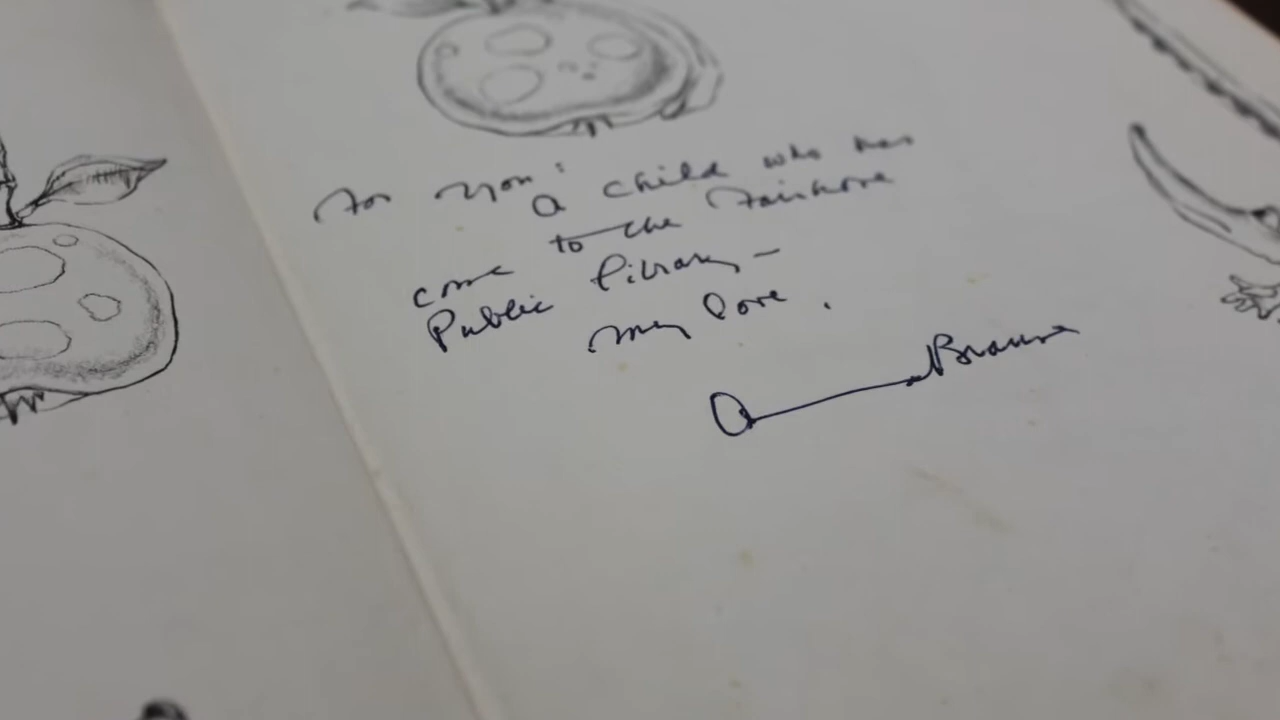 For you:
a child who has
come to the Fairhope
Public Library –
my love.